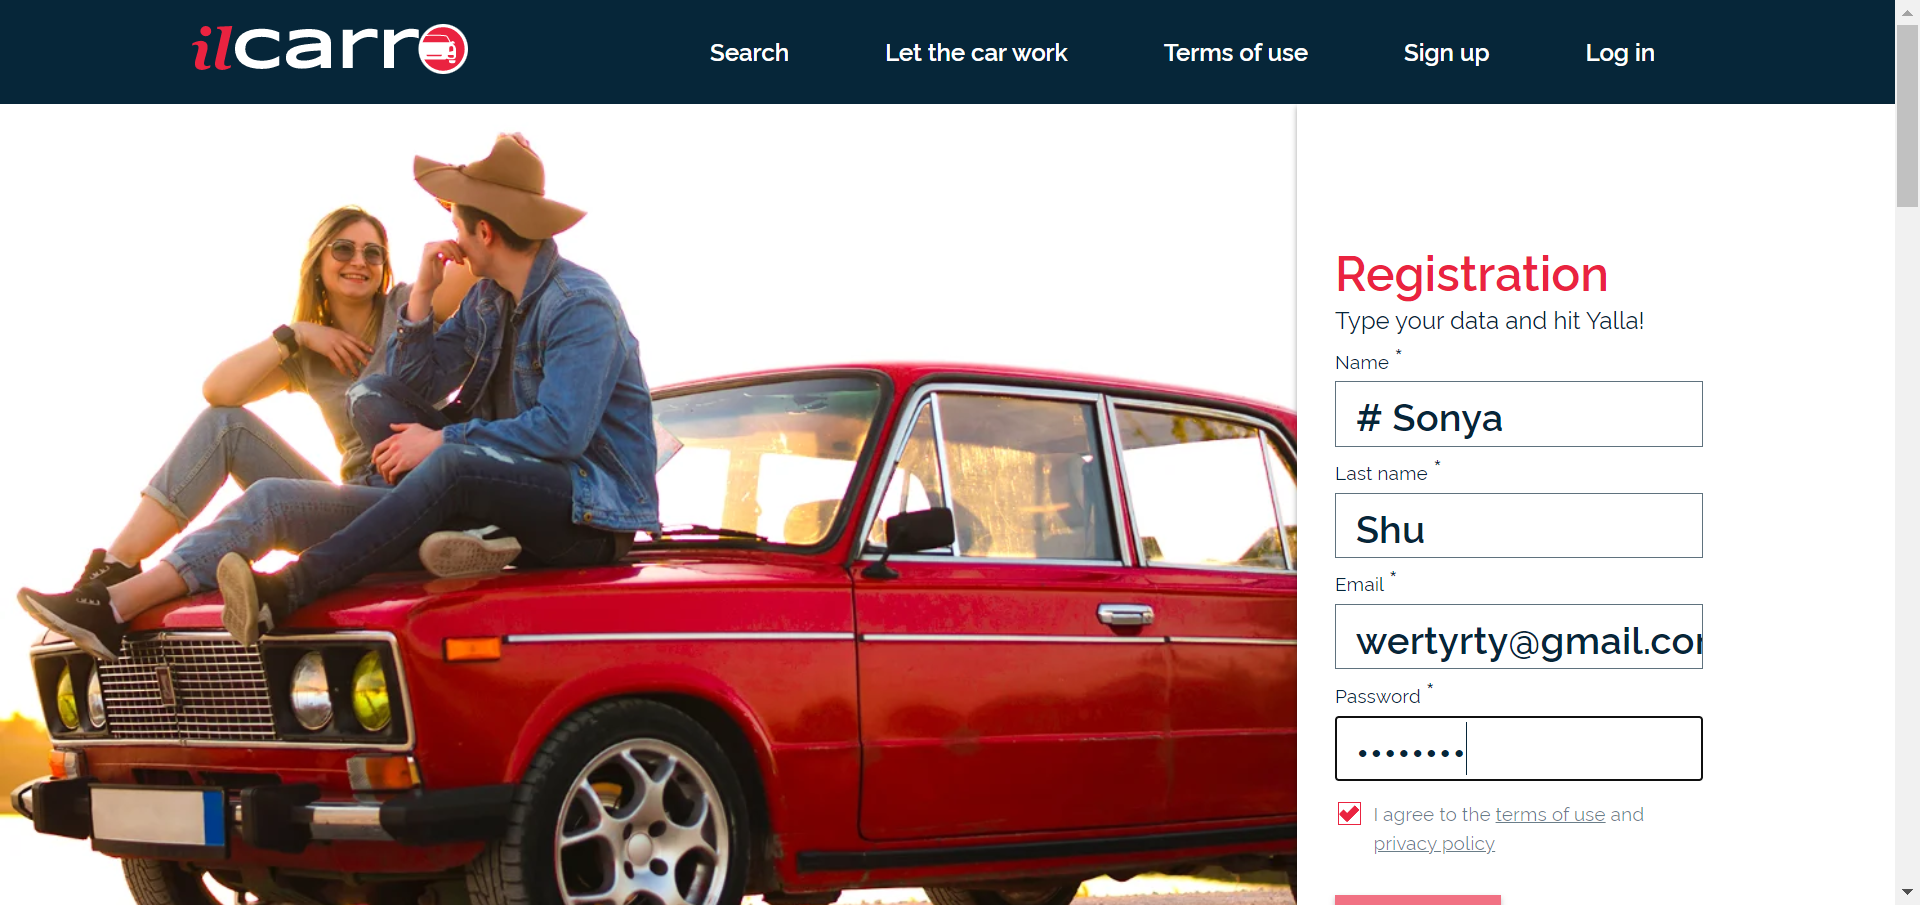 ilcarro
Search
Let the car work
Terms of use
Sign up
Log in
Registration
Type your data and hit Yalla!
Name *
# Sonya
Last name *
Shu
Email *
wertyrty@gmail.com
Password *
••••••••
I agree to the terms of use and
privacy policy